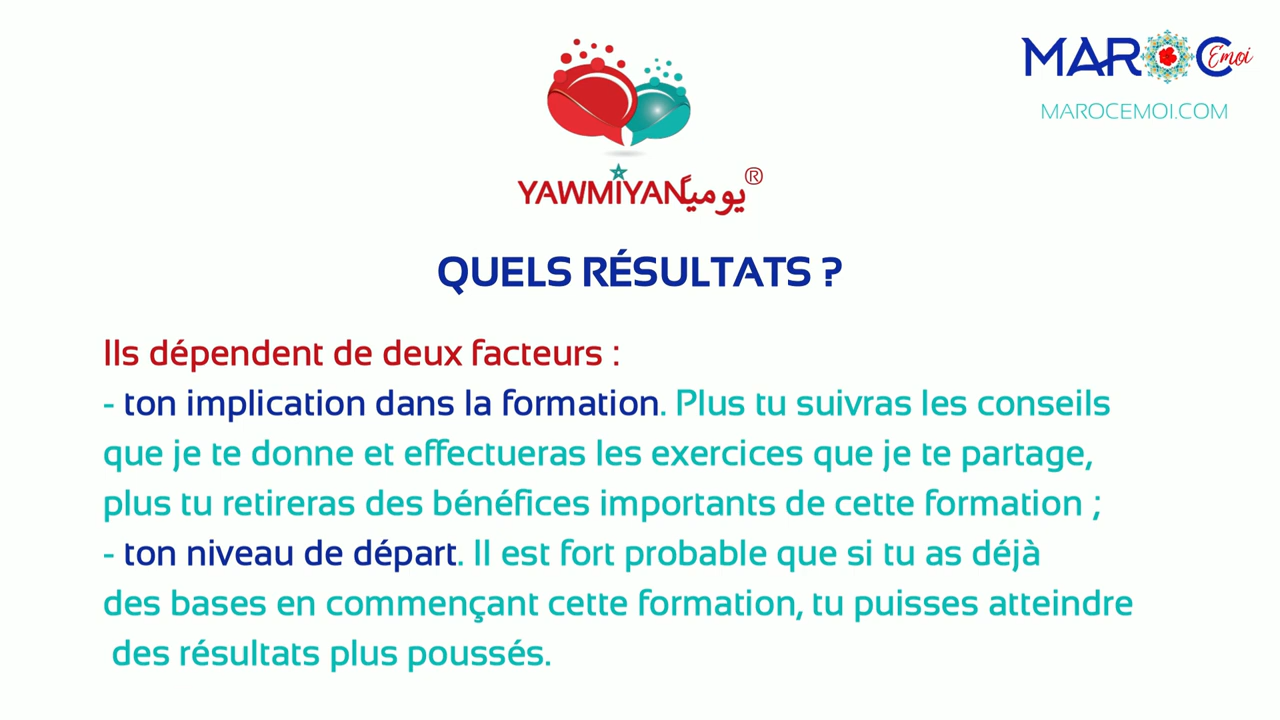 MAROC Emoi
MAROCEMOI.COM
YAWMIYAN يوميا®
QUELS RÉSULTATS ?
Ils dépendent de deux facteurs :
- ton implication dans la formation. Plus tu suivras les conseils
que je te donne et effectueras les exercices que je te partage,
plus tu retireras des bénéfices importants de cette formation ;
- ton niveau de départ. Il est fort probable que si tu as déjà
des bases en commençant cette formation, tu puisses atteindre
des résultats plus poussés.